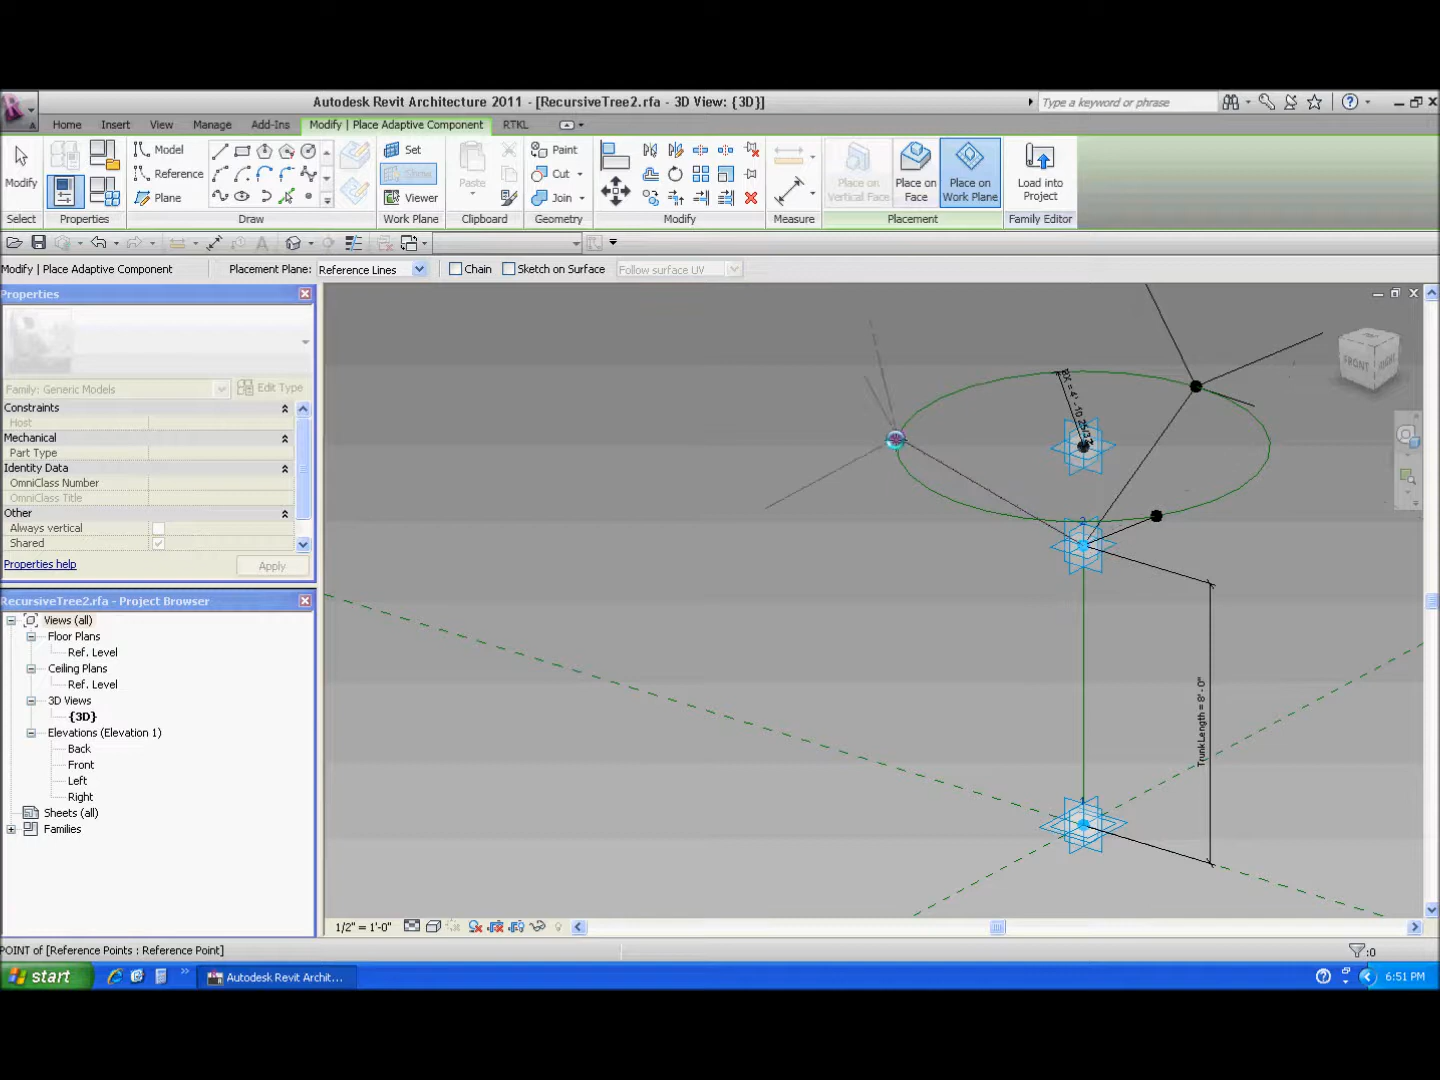 Autodesk Revit Architecture 2011 - [RecursiveTree2.rfa - 3D View: {3D}]
Type a keyword or phrase
Home Insert View Manage Add-Ins Modify | Place Adaptive Component RTKL
Modify
Model
Reference
Plane
Set
Show
Viewer
Paste
Paint
Cut
Join
Place on Vertical Face
Place on Face
Place on Work Plane
Load into Project
Select Properties Draw Work Plane Clipboard Geometry Modify Measure Placement Family Editor
Modify | Place Adaptive Component Placement Plane: Reference Lines Chain Sketch on Surface Follow surface UV
Properties
Family: Generic Models Edit Type
Constraints
Host
Mechanical
Part Type
Identity Data
OmniClass Number
OmniClass Title
Other
Always vertical
Shared
Properties help Apply
RecursiveTree2.rfa - Project Browser
Views (all)
Floor Plans
Ref. Level
Ceiling Plans
Ref. Level
3D Views
{3D}
Elevations (Elevation 1)
Back
Front
Left
Right
Sheets (all)
Families
FRONT RIGHT
2
1
TrunkLength = 8' - 0"
1/2" = 1'-0"
POINT of [Reference Points : Reference Point]
:0
start Autodesk Revit Archit... 6:51 PM